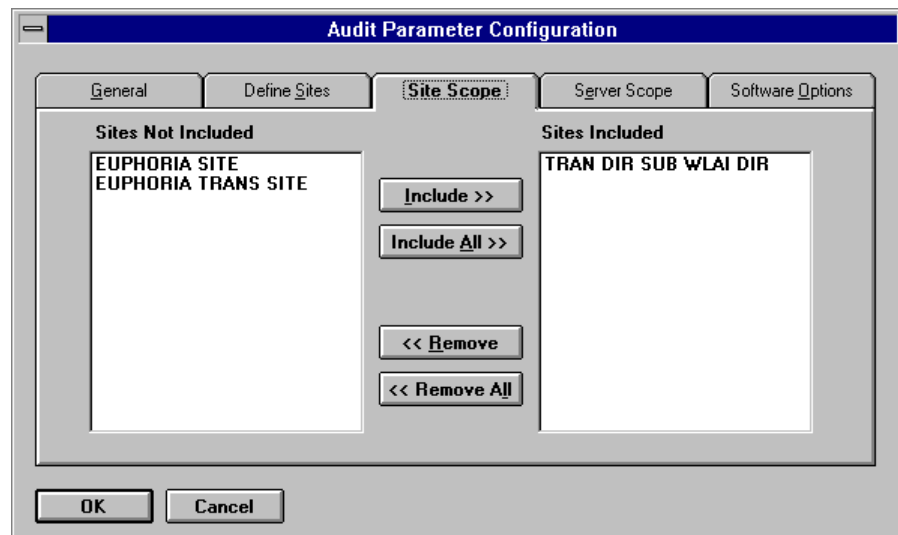 Audit Parameter Configuration
General
Define Sites
Site Scope
Server Scope
Software Options
Sites Not Included
Sites Included
EUPHORIA SITE
EUPHORIA TRANS SITE
TRAN DIR SUB WLAI DIR
Include >>
Include All >>
<< Remove
<< Remove All
OK
Cancel